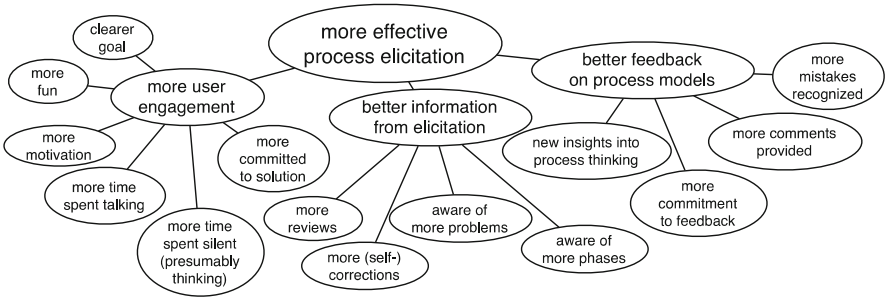 more effective
process elicitation
clearer
goal
more
fun
more user
engagement
more
motivation
more time
spent talking
more time
spent silent
(presumably
thinking)
more
committed
to solution
better information
from elicitation
more
reviews
more (self-)
corrections
aware of
more problems
aware of
more phases
better feedback
on process models
new insights into
process thinking
more
commitment
to feedback
more comments
provided
more
mistakes
recognized